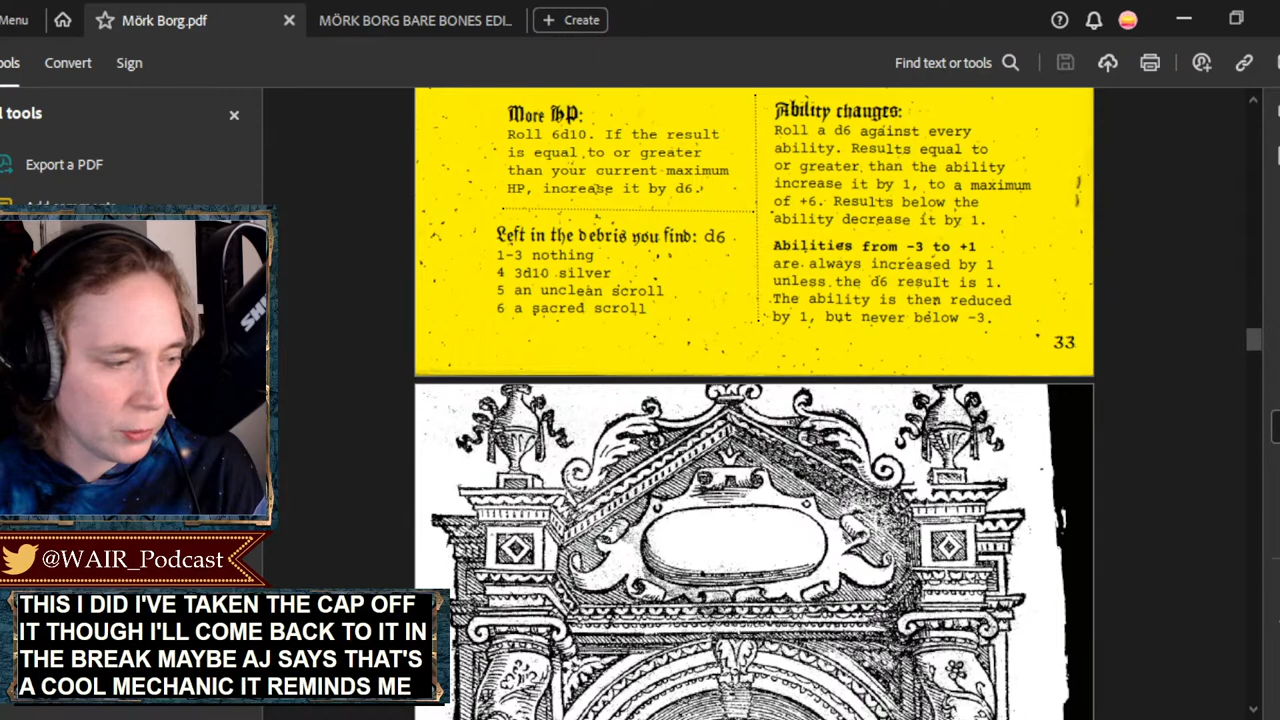 Menu
Mörk Borg.pdf
MÖRK BORG BARE BONES EDI...
Create
ols
Convert
Sign
Find text or tools
l tools
Export a PDF
More HP:
Roll 6d10. If the result
is equal to or greater
than your current maximum
HP, increase it by d6.
Left in the debris you find: d6
1-3 nothing
4 3d10 silver
5 an unclean scroll
6 a sacred scroll
Ability changes:
Roll a d6 against every
ability. Results equal to
or greater than the ability
increase it by 1, to a maximum
of +6. Results below the
ability decrease it by 1.
Abilities from -3 to +1
are always increased by 1
unless the d6 result is 1.
The ability is then reduced
by 1, but never below -3.
33
@WAIR_Podcast
THIS I DID I'VE TAKEN THE CAP OFF
IT THOUGH I'LL COME BACK TO IT IN
THE BREAK MAYBE AJ SAYS THAT'S
A COOL MECHANIC IT REMINDS ME